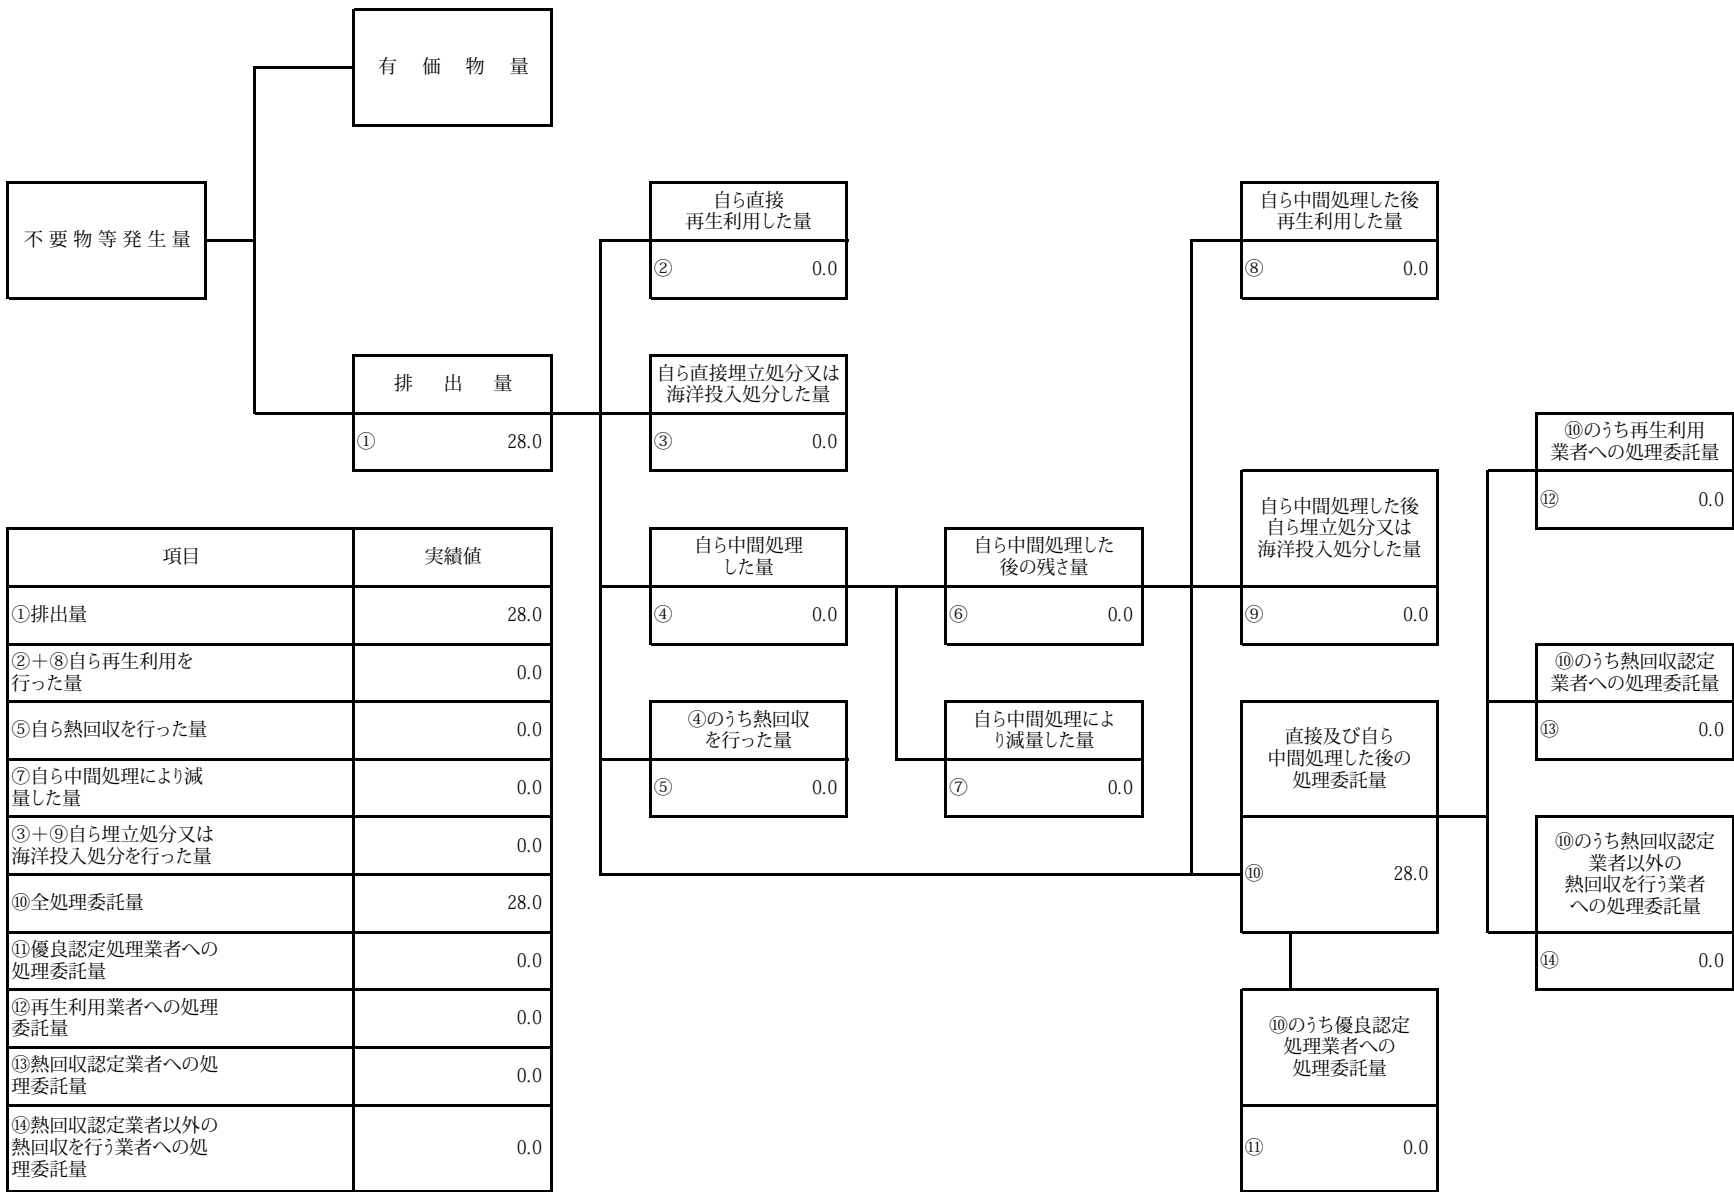 有価物量
不要物等発生量
自ら直接
再生利用した量
② 0.0
自ら中間処理した後
再生利用した量
⑧ 0.0
排出量
① 28.0
自ら直接埋立処分又は
海洋投入処分した量
③ 0.0
⑩のうち再生利用
業者への処理委託量
⑫ 0.0
自ら中間処理
した量
④ 0.0
自ら中間処理した
後の残さ量
⑥ 0.0
自ら中間処理した後
自ら埋立処分又は
海洋投入処分した量
⑨ 0.0
⑩のうち熱回収認定
業者への処理委託量
⑬ 0.0
④のうち熱回収
を行った量
⑤ 0.0
自ら中間処理によ
り減量した量
⑦ 0.0
直接及び自ら
中間処理した後の
処理委託量
⑩ 28.0
⑩のうち熱回収認定
業者以外の
熱回収を行う業者
への処理委託量
⑭ 0.0
⑩のうち優良認定
処理業者への
処理委託量
⑪ 0.0
項目 実績値
①排出量 28.0
②＋⑧自ら再生利用を
行った量 0.0
⑤自ら熱回収を行った量 0.0
⑦自ら中間処理により減
量した量 0.0
③＋⑨自ら埋立処分又は
海洋投入処分を行った量 0.0
⑩全処理委託量 28.0
⑪優良認定処理業者への
処理委託量 0.0
⑫再生利用業者への処理
委託量 0.0
⑬熱回収認定業者への処
理委託量 0.0
⑭熱回収認定業者以外の
熱回収を行う業者への処
理委託量 0.0